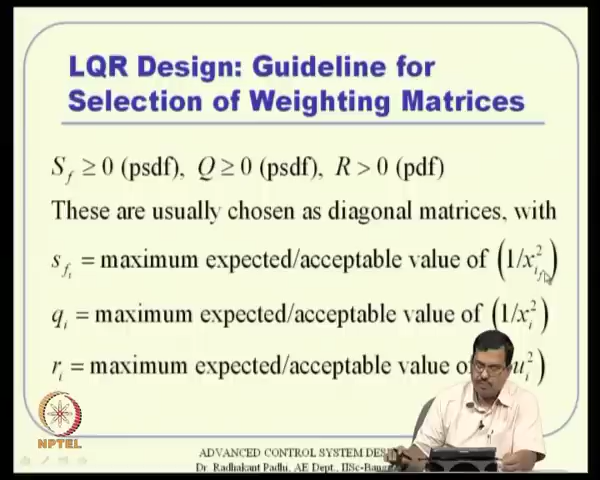 LQR Design: Guideline for
Selection of Weighting Matrices
S_f ≥ 0 (psdf), Q ≥ 0 (psdf), R > 0 (pdf)
These are usually chosen as diagonal matrices, with
s_{f_i} = maximum expected/acceptable value of (1/x_{i_f}^2)
q_i = maximum expected/acceptable value of (1/x_i^2)
r_i = maximum expected/acceptable value o u_i^2)
NPTEL
ADVANCED CONTROL SYSTEM DES
Dr. Radhakant Padhi, AE Dept., IISc-Bang